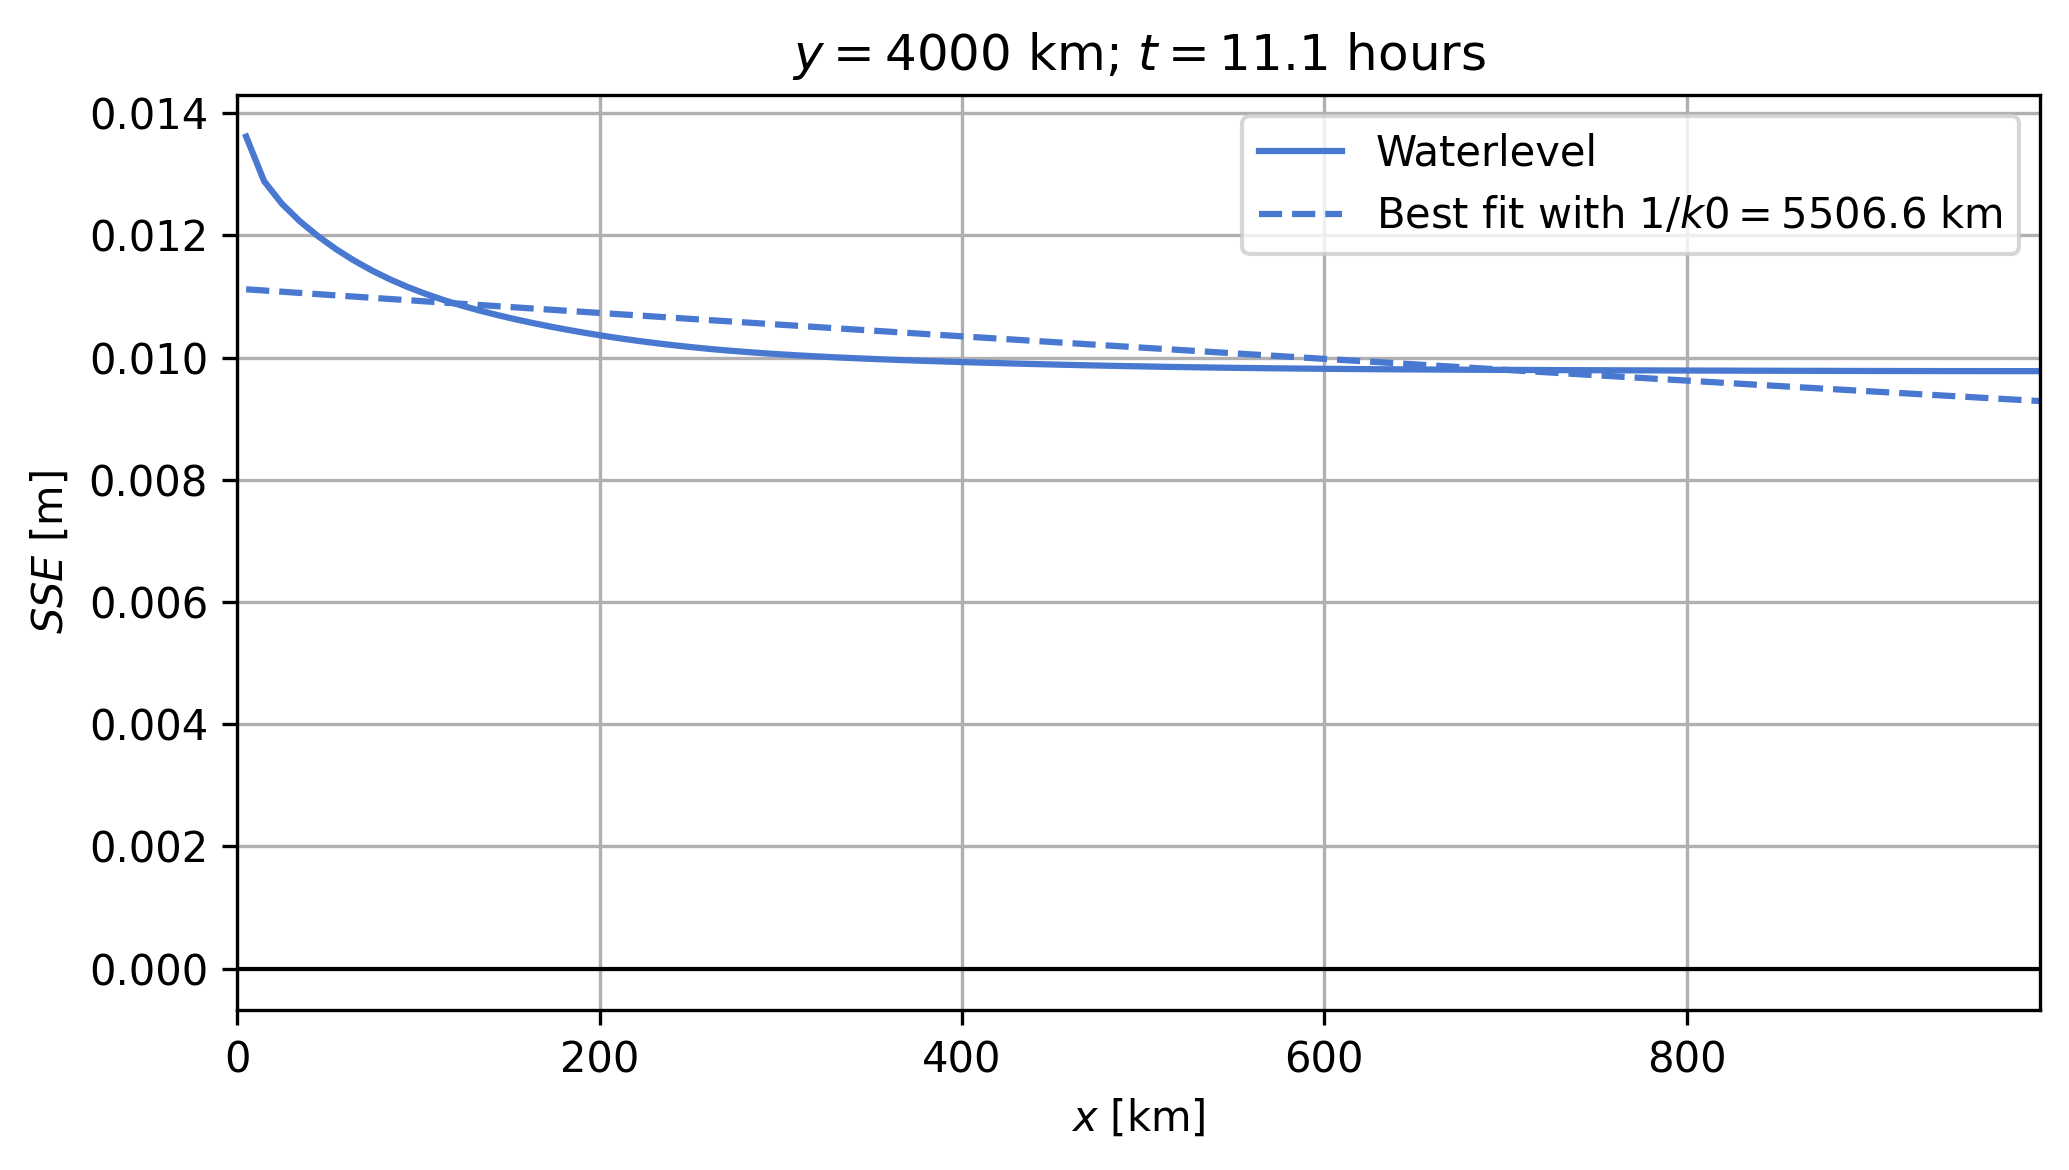 y = 4000 km; t = 11.1 hours
Waterlevel
Best fit with 1/k0 = 5506.6 km
0.014
0.012
0.010
0.008
0.006
0.004
0.002
0.000
SSE [m]
0 200 400 600 800
x [km]